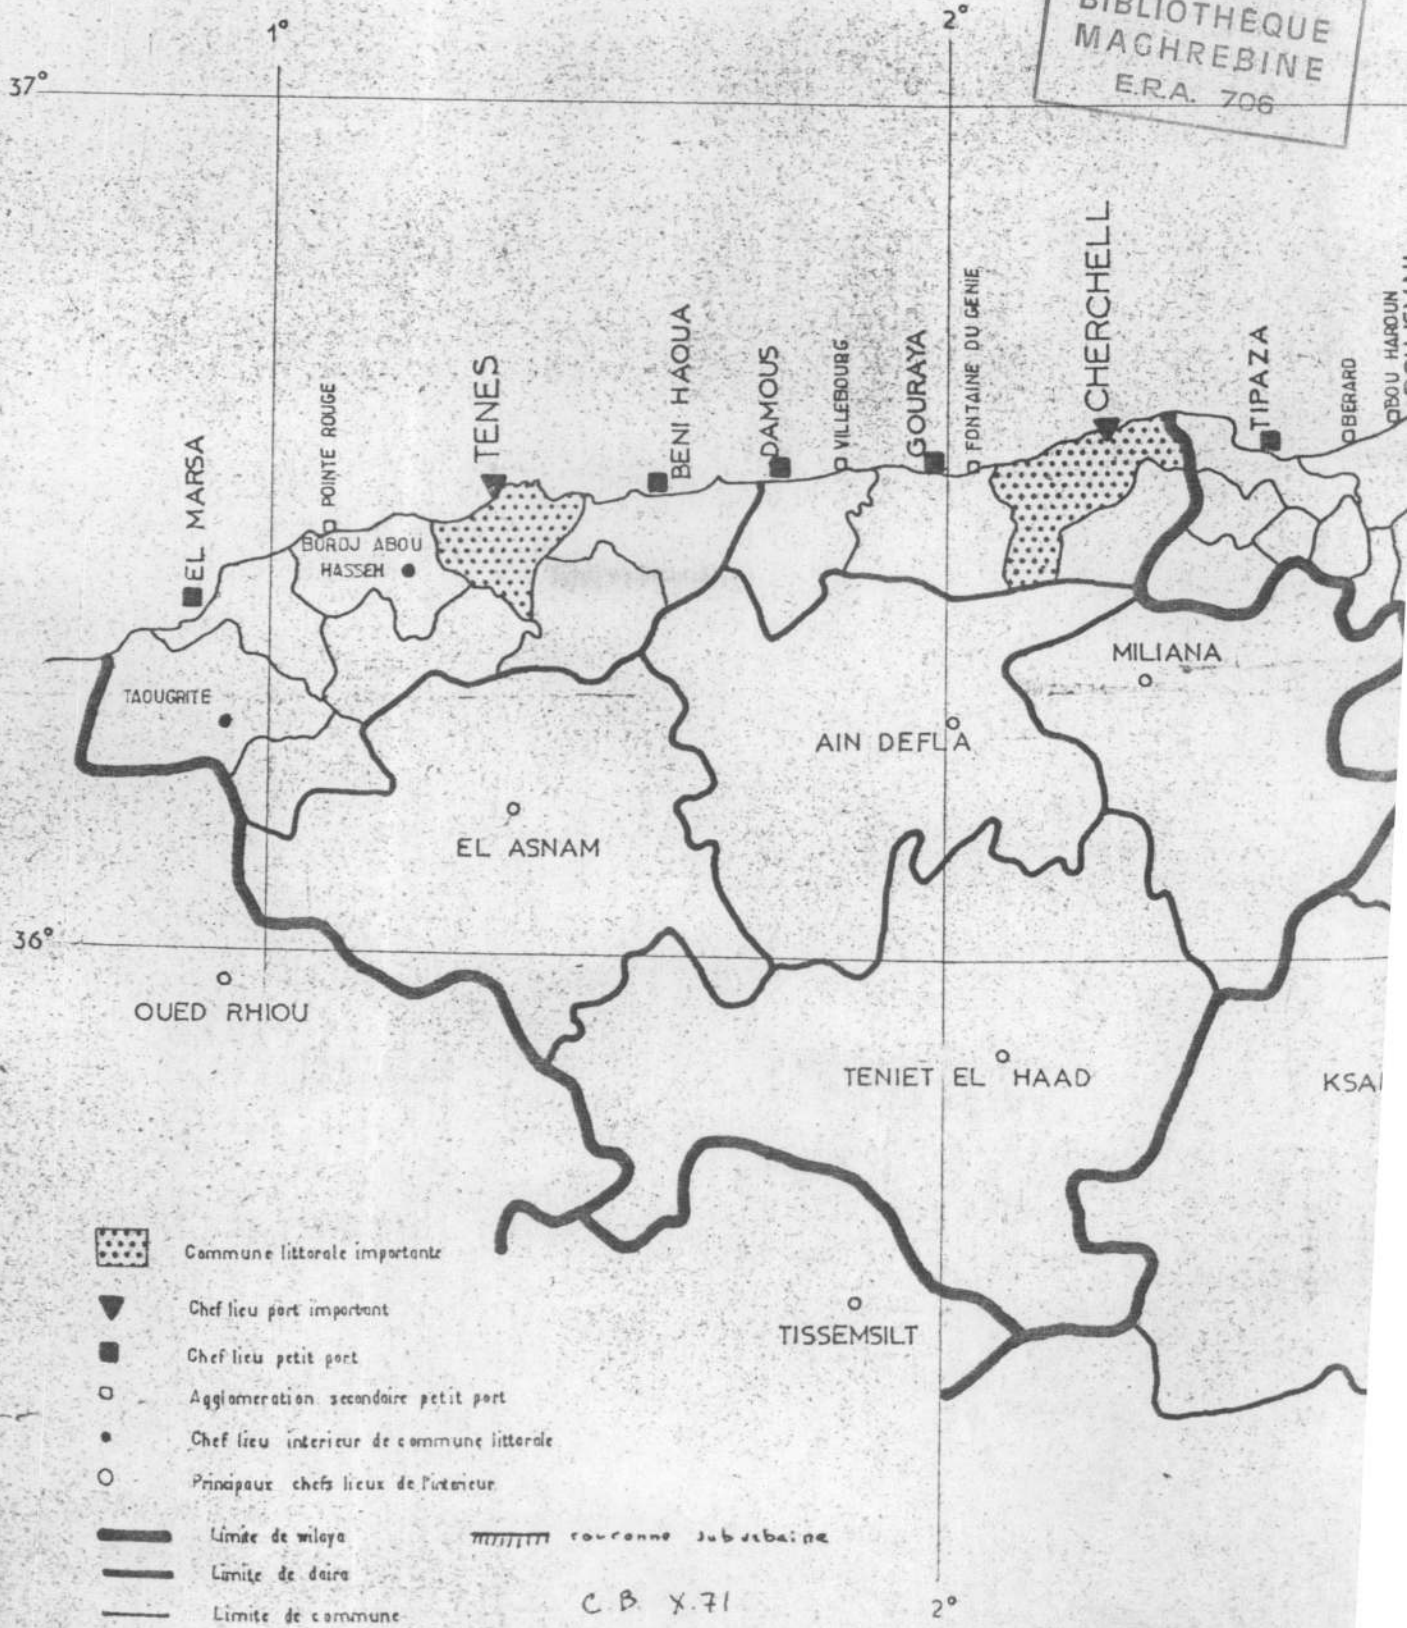 1°
2°
BIBLIOTHEQUE
MAGHREBINE
E.R.A. 706
37°
EL MARSA
POINTE ROUGE
TENES
BENI HAOUA
DAMOUS
VILLEBOURG
GOURAYA
FONTAINE DU GENIE
CHERCHELL
TIPAZA
BERARD
BOU HAROUN
BORDJ ABOU
HASSEH
TAOUGRITE
MILIANA
AIN DEFLA
EL ASNAM
36°
OUED RHIOU
TENIET EL HAAD
KSA
TISSEMSILT
Commune littorale importante
Chef lieu port important
Chef lieu petit port
Agglomeration secondaire petit port
Chef lieu interieur de commune littorale
Principaux chefs lieux de l'interieur
Limite de wilaya
couronne suburbaine
Limite de daira
Limite de commune
C.B. X.71
2°